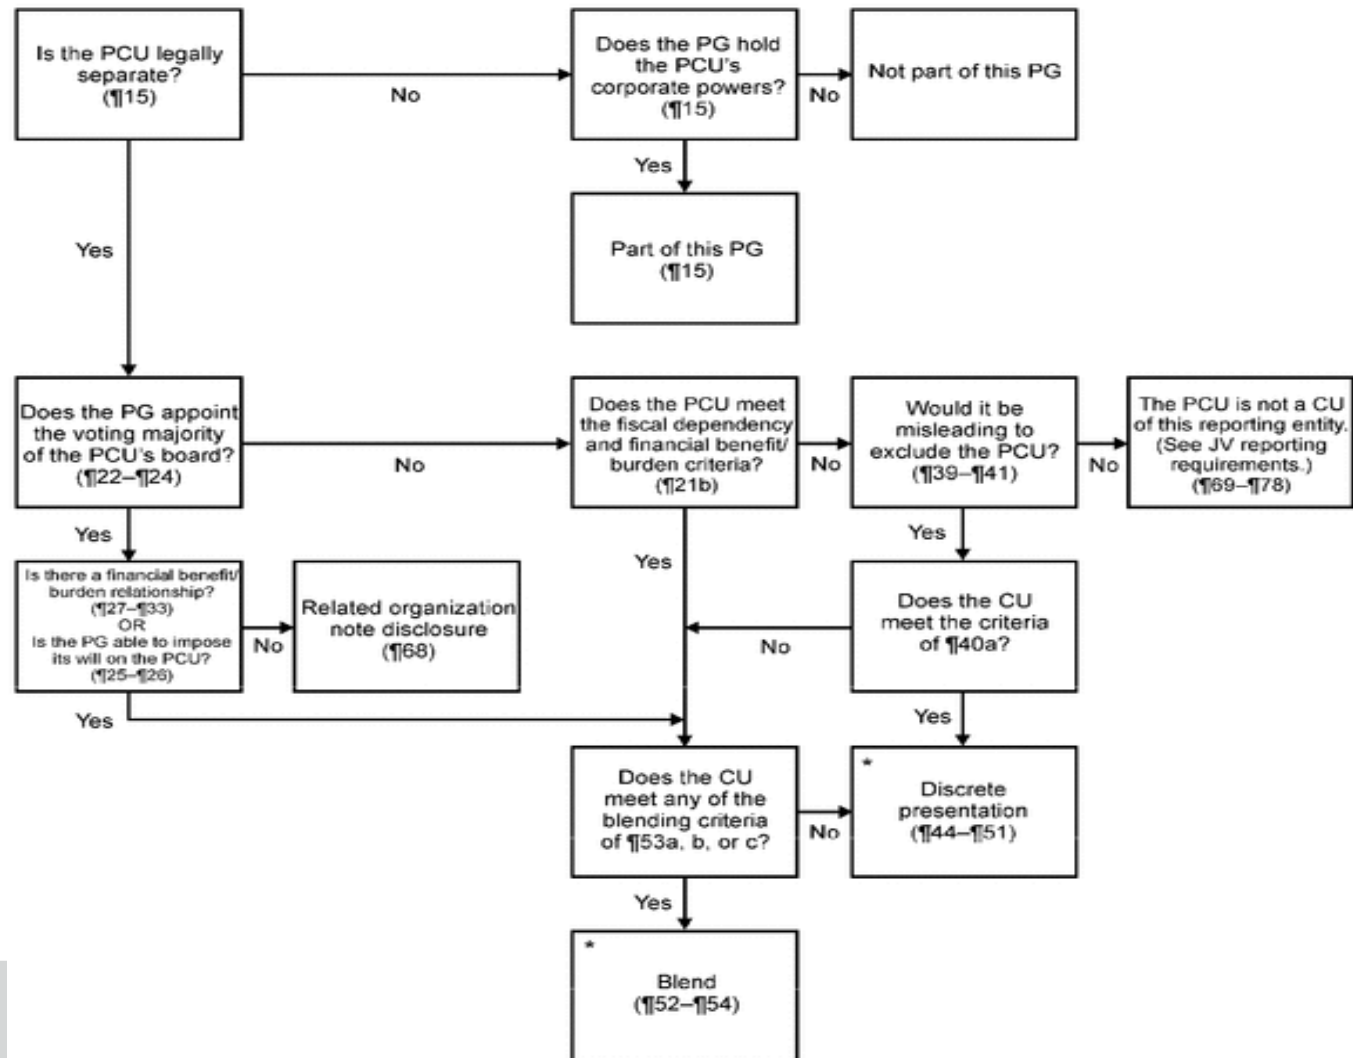 Is the PCU legally
separate?
(¶15)
No
Does the PG hold
the PCU's
corporate powers?
(¶15)
No
Not part of this PG
Yes
Part of this PG
(¶15)
Yes
Does the PG appoint
the voting majority
of the PCU's board?
(¶22–¶24)
No
Does the PCU meet
the fiscal dependency
and financial benefit/
burden criteria?
(¶21b)
No
Would it be
misleading to
exclude the PCU?
(¶39–¶41)
No
The PCU is not a CU
of this reporting entity.
(See JV reporting
requirements.)
(¶69–¶78)
Yes
Is there a financial benefit/
burden relationship?
(¶27–¶33)
OR
Is the PG able to impose
its will on the PCU?
(¶25–¶26)
No
Related organization
note disclosure
(¶68)
Yes
Yes
Does the CU
meet the criteria
of ¶40a?
No
Yes
Yes
Does the CU
meet any of the
blending criteria
of ¶53a, b, or c?
No
*
Discrete
presentation
(¶44–¶51)
Yes
*
Blend
(¶52–¶54)